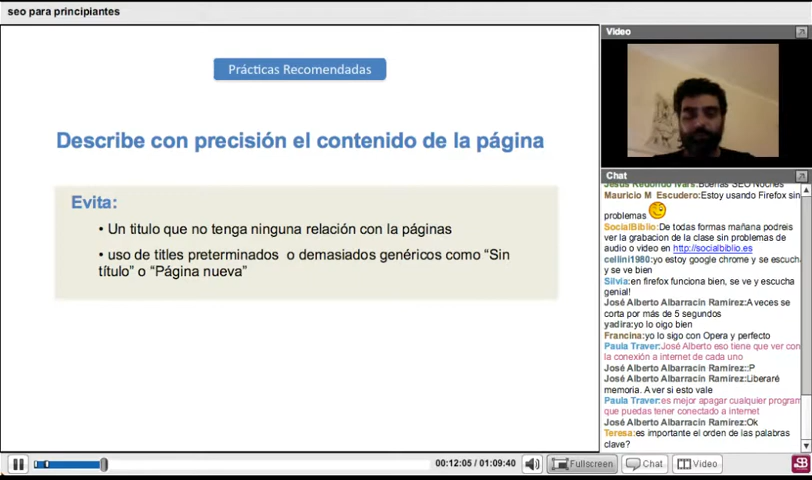 seo para principiantes
Prácticas Recomendadas
Describe con precisión el contenido de la página
Evita:
• Un titulo que no tenga ninguna relación con la páginas
• uso de titles preterminados o demasiados genéricos como “Sin
título” o “Página nueva”
Video
Chat
Jesus Redondo Ivars:Buenas SEO Noches
Mauricio M Escudero:Estoy usando Firefox sin
problemas
SocialBiblio:De todas formas mañana podreis
ver la grabacion de la clase sin problemas de
audio o video en http://socialbiblio.es
cellini1980:yo estoy google chrome y se escucha
y se ve bien
Silvia:en firefox funciona bien, se ve y escucha
genial!
José Alberto Albarracin Ramirez:A veces se
corta por más de 5 segundos
yadira:yo lo oigo bien
Francina:yo lo sigo con Opera y perfecto
Paula Traver:José Alberto eso tiene que ver con
la conexión a internet de cada uno
José Alberto Albarracin Ramirez::P
José Alberto Albarracin Ramirez:Liberaré
memoria. A ver si esto vale
Paula Traver:es mejor apagar cualquier program
que puedas tener conectado a internet
José Alberto Albarracin Ramirez:Ok
Teresa:es importante el orden de las palabras
clave?
00:12:05 / 01:09:40
Fullscreen
Chat
Video
SB